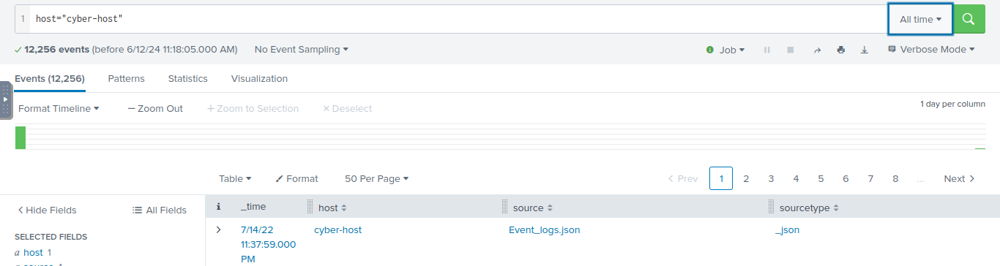 1 host="cyber-host" All time
12,256 events (before 6/12/24 11:18:05.000 AM) No Event Sampling Job Verbose Mode
Events (12,256) Patterns Statistics Visualization
Format Timeline Zoom Out + Zoom to Selection × Deselect 1 day per column
Table Format 50 Per Page < Prev 1 2 3 4 5 6 7 8 ... Next >
< Hide Fields All Fields i _time host source sourcetype
SELECTED FIELDS
a host 1
> 7/14/22 cyber-host Event_logs.json _json
11:37:59.000
PM